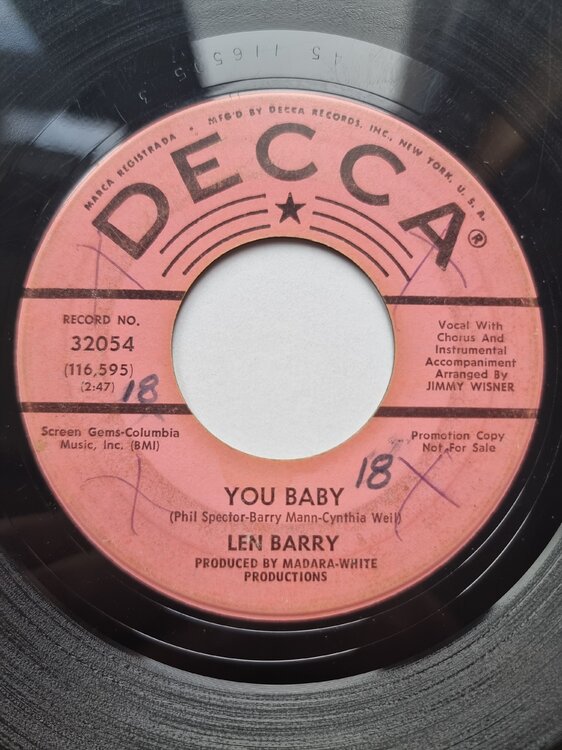 45 11659
MARCA REGISTRADA • MFG'D BY DECCA RECORDS, INC., NEW YORK, U.S.A.
DECCA®
RECORD NO.
32054
(116,595)
(2:47)
18
Vocal With
Chorus And
Instrumental
Accompaniment
Arranged By
JIMMY WISNER
Screen Gems-Columbia
Music, Inc. (BMI)
Promotion Copy
Not For Sale
18
YOU BABY
(Phil Spector-Barry Mann-Cynthia Weil)
LEN BARRY
PRODUCED BY MADARA-WHITE
PRODUCTIONS